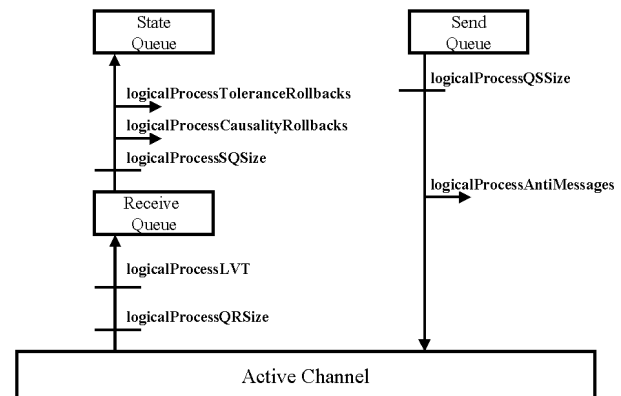 State
Queue
Send
Queue
logicalProcessQSSize
logicalProcessToleranceRollbacks
logicalProcessCausalityRollbacks
logicalProcessSQSize
logicalProcessAntiMessages
Receive
Queue
logicalProcessLVT
logicalProcessQRSize
Active Channel